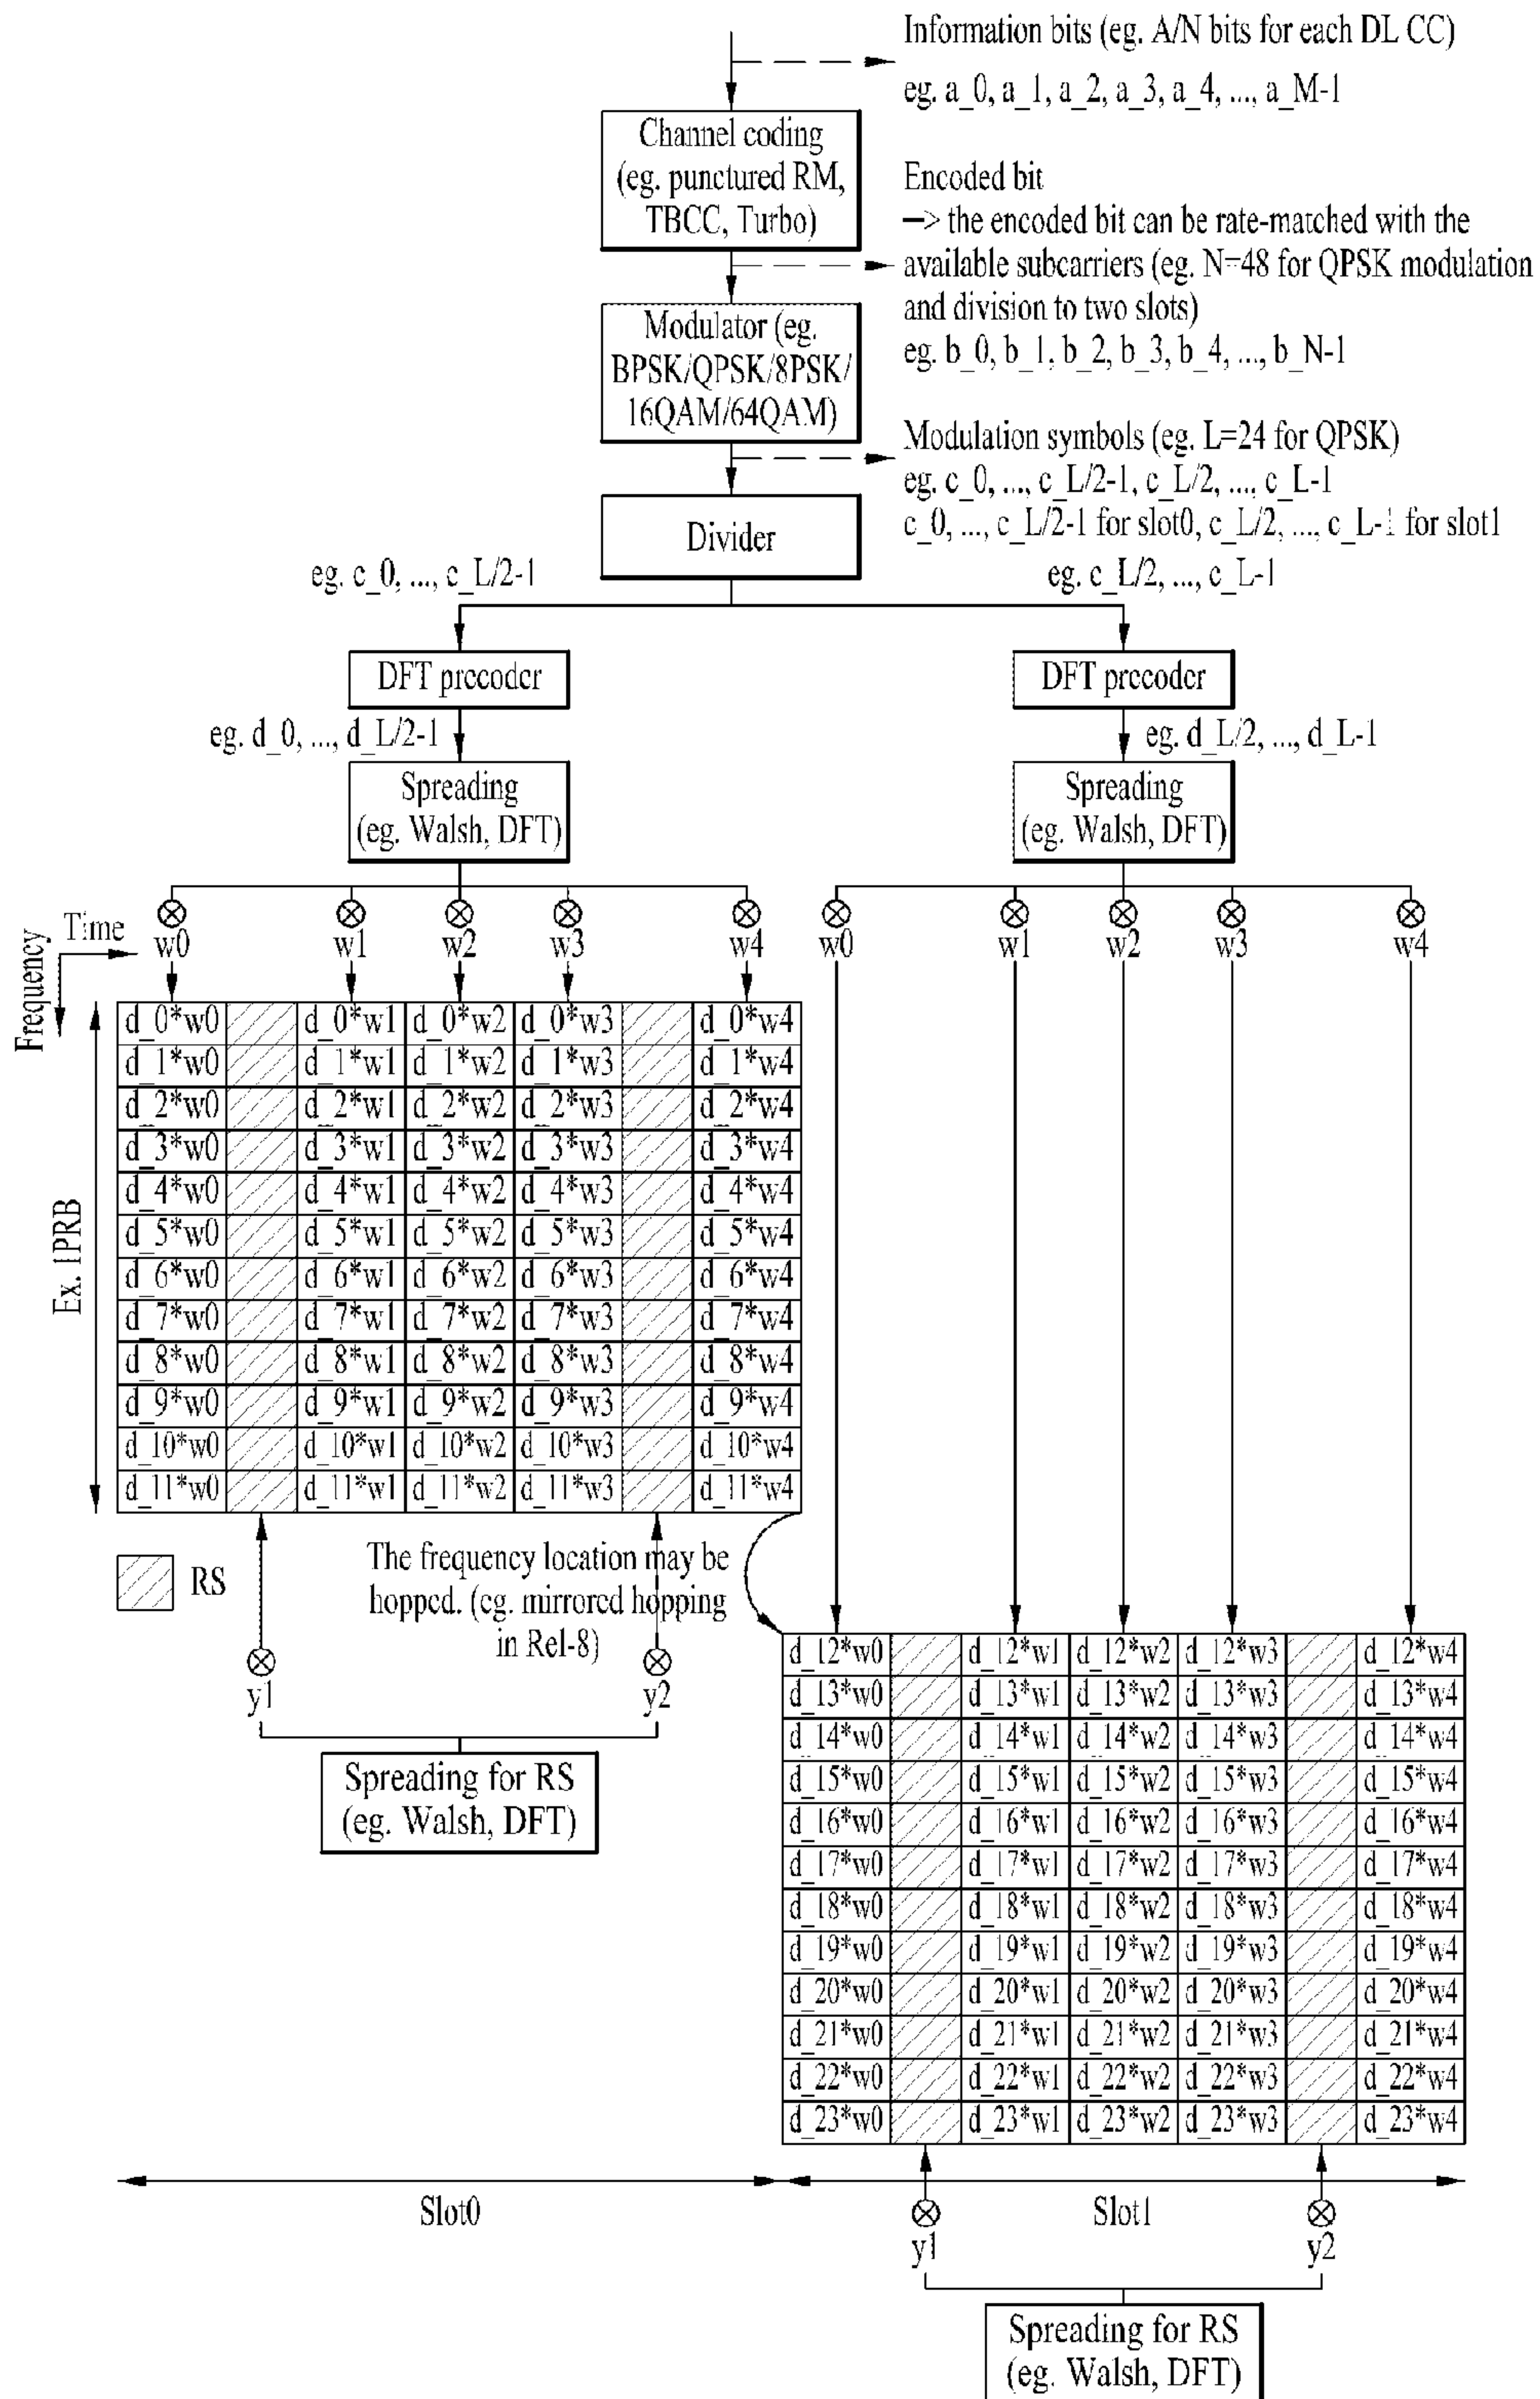 Information bits (eg. A/N bits for each DL CC)
eg. a_0, a_1, a_2, a_3, a_4, ..., a_M-1
Channel coding
(eg. punctured RM,
TBCC, Turbo)
Encoded bit
—> the encoded bit can be rate-matched with the
available subcarriers (eg. N=48 for QPSK modulation
and division to two slots)
eg. b_0, b_1, b_2, b_3, b_4, ..., b_N-1
Modulator (eg.
BPSK/QPSK/8PSK/
16QAM/64QAM)
Modulation symbols (eg. L=24 for QPSK)
eg. c_0, ..., c_L/2-1, c_L/2, ..., c_L-1
c_0, ..., c_L/2-1 for slot0, c_L/2, ..., c_L-1 for slot1
Divider
eg. c_0, ..., c_L/2-1
eg. c_L/2, ..., c_L-1
DFT precoder
DFT precoder
eg. d_0, ..., d_L/2-1
eg. d_L/2, ..., d_L-1
Spreading
(eg. Walsh, DFT)
Spreading
(eg. Walsh, DFT)
Time
Frequency
w0 w1 w2 w3 w4
w0 w1 w2 w3 w4
Ex. 1PRB
d_0*w0 d_0*w1 d_0*w2 d_0*w3 d_0*w4
d_1*w0 d_1*w1 d_1*w2 d_1*w3 d_1*w4
d_2*w0 d_2*w1 d_2*w2 d_2*w3 d_2*w4
d_3*w0 d_3*w1 d_3*w2 d_3*w3 d_3*w4
d_4*w0 d_4*w1 d_4*w2 d_4*w3 d_4*w4
d_5*w0 d_5*w1 d_5*w2 d_5*w3 d_5*w4
d_6*w0 d_6*w1 d_6*w2 d_6*w3 d_6*w4
d_7*w0 d_7*w1 d_7*w2 d_7*w3 d_7*w4
d_8*w0 d_8*w1 d_8*w2 d_8*w3 d_8*w4
d_9*w0 d_9*w1 d_9*w2 d_9*w3 d_9*w4
d_10*w0 d_10*w1 d_10*w2 d_10*w3 d_10*w4
d_11*w0 d_11*w1 d_11*w2 d_11*w3 d_11*w4
RS
The frequency location may be
hopped. (eg. mirrored hopping
in Rel-8)
y1 y2
Spreading for RS
(eg. Walsh, DFT)
d_12*w0 d_12*w1 d_12*w2 d_12*w3 d_12*w4
d_13*w0 d_13*w1 d_13*w2 d_13*w3 d_13*w4
d_14*w0 d_14*w1 d_14*w2 d_14*w3 d_14*w4
d_15*w0 d_15*w1 d_15*w2 d_15*w3 d_15*w4
d_16*w0 d_16*w1 d_16*w2 d_16*w3 d_16*w4
d_17*w0 d_17*w1 d_17*w2 d_17*w3 d_17*w4
d_18*w0 d_18*w1 d_18*w2 d_18*w3 d_18*w4
d_19*w0 d_19*w1 d_19*w2 d_19*w3 d_19*w4
d_20*w0 d_20*w1 d_20*w2 d_20*w3 d_20*w4
d_21*w0 d_21*w1 d_21*w2 d_21*w3 d_21*w4
d_22*w0 d_22*w1 d_22*w2 d_22*w3 d_22*w4
d_23*w0 d_23*w1 d_23*w2 d_23*w3 d_23*w4
Slot0
Slot1
y1 y2
Spreading for RS
(eg. Walsh, DFT)